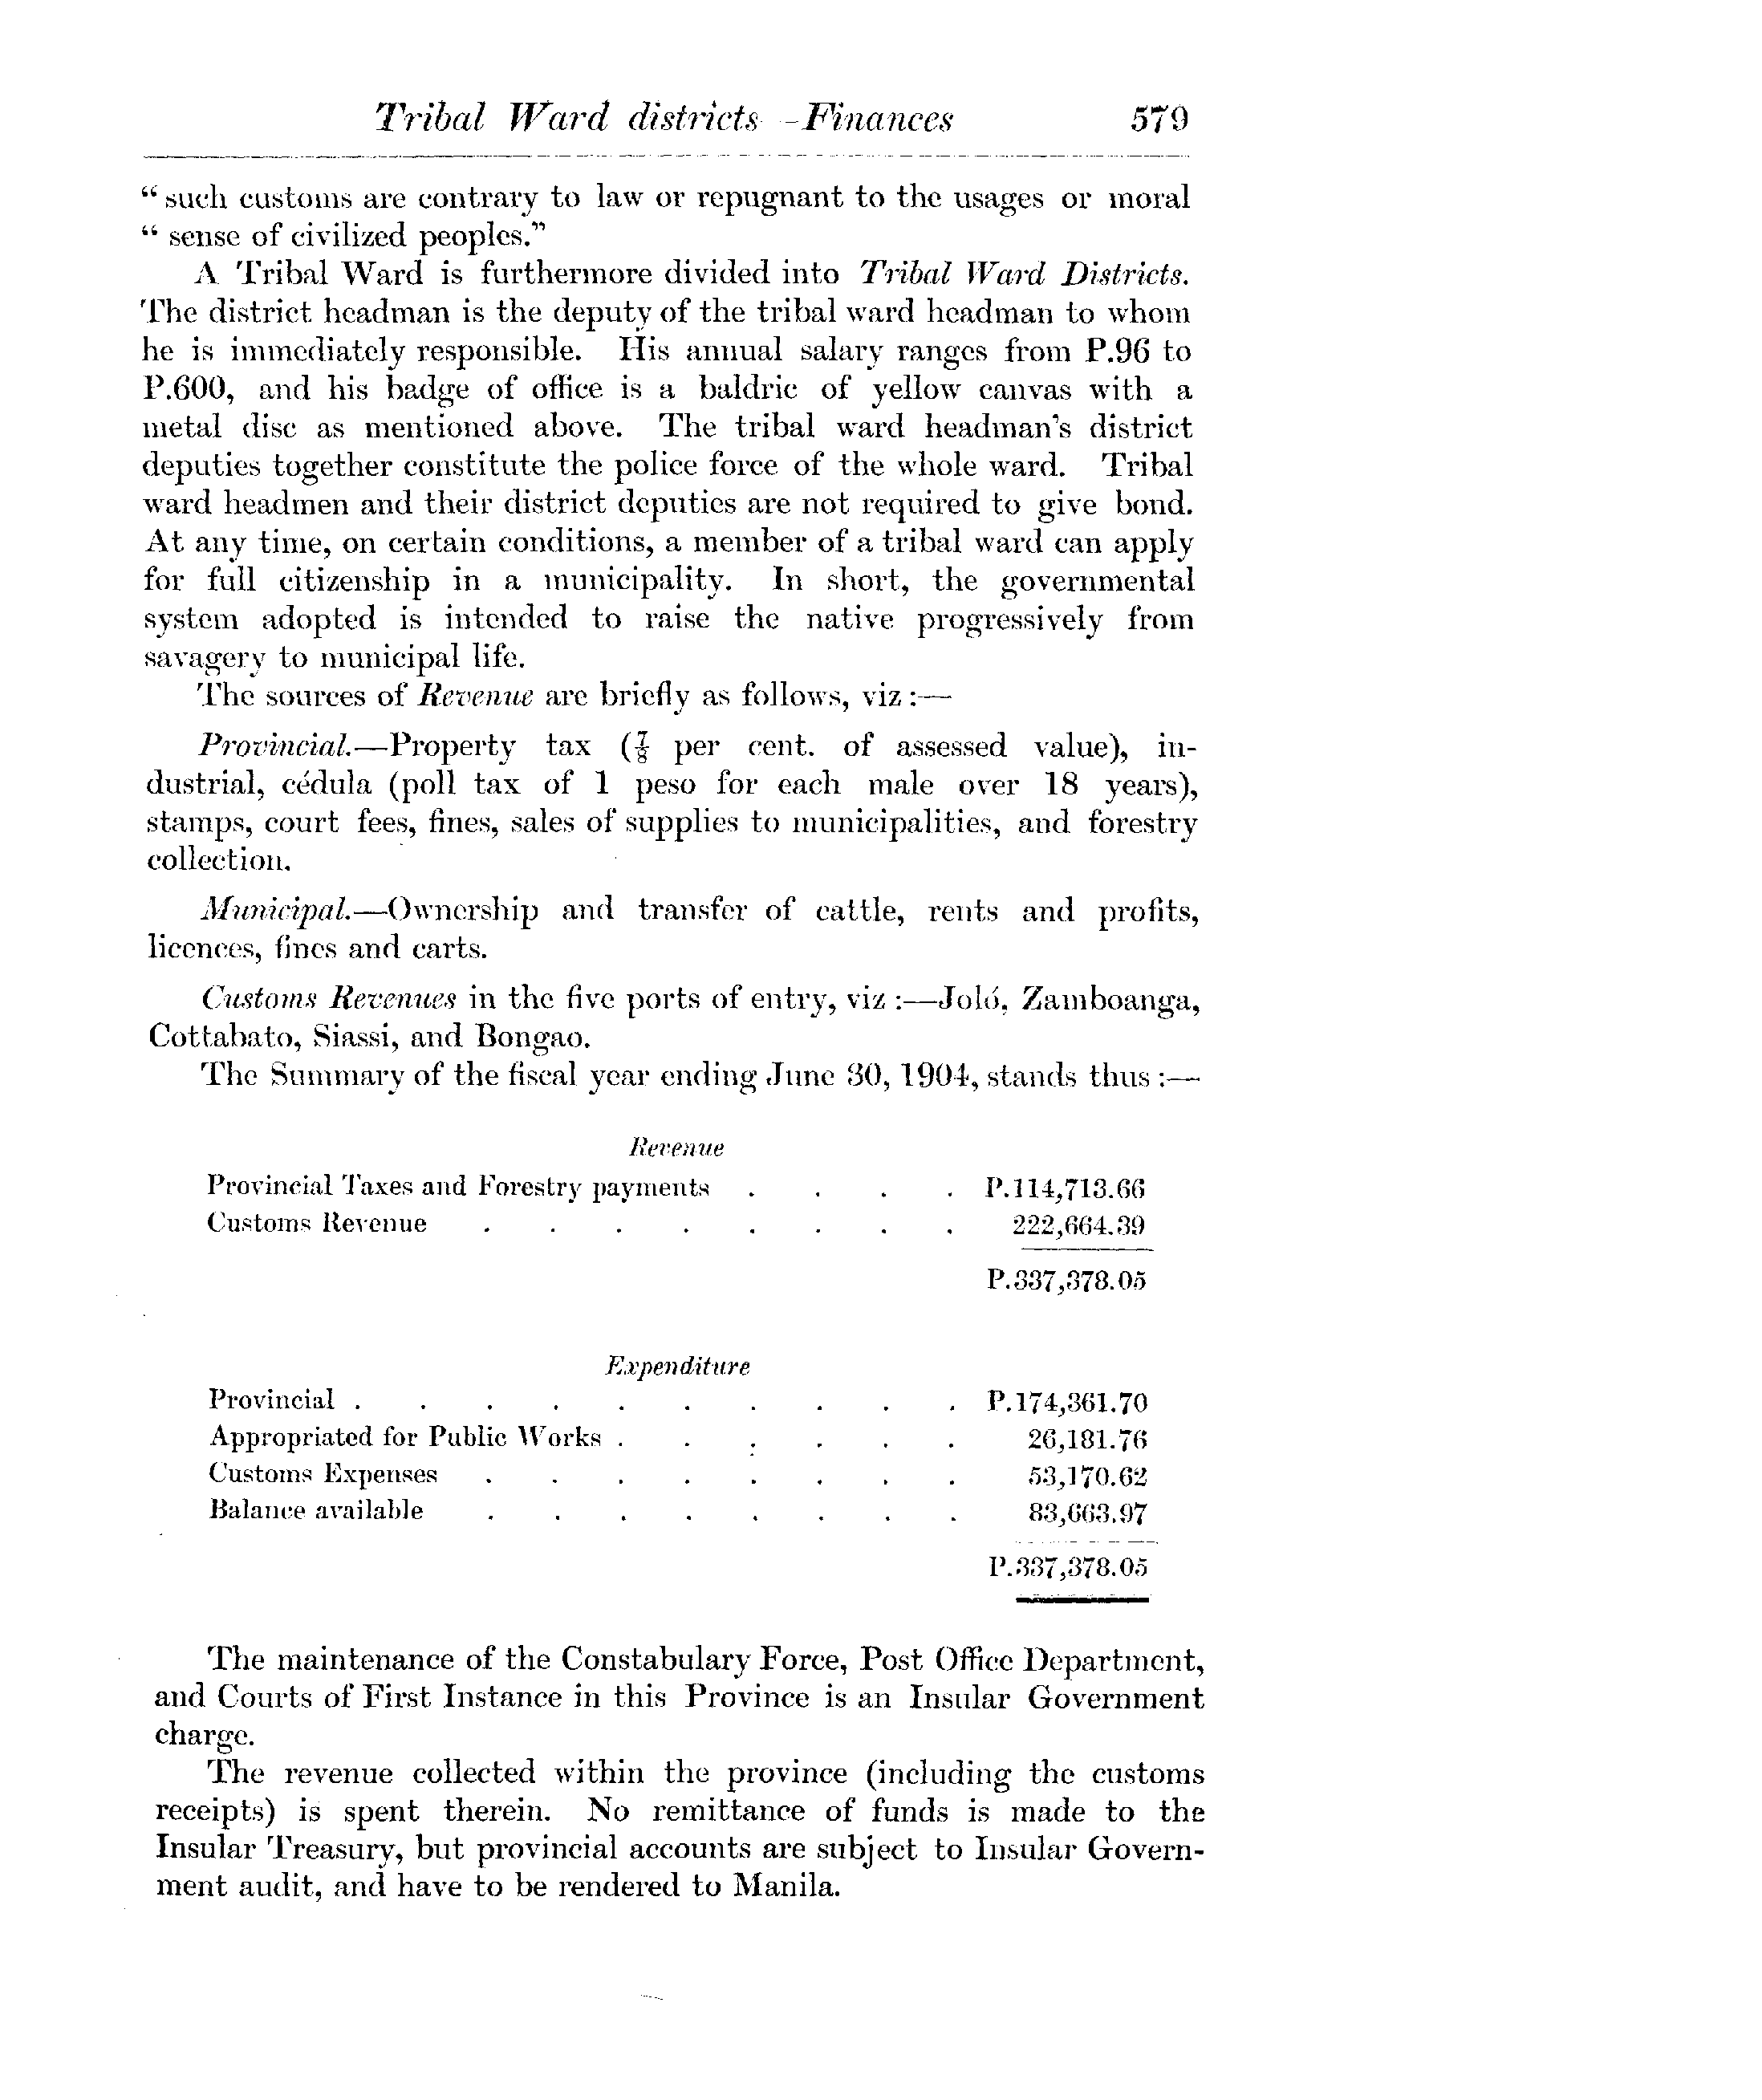 Tribal Ward districts—Finances 579
“such customs are contrary to law or repugnant to the usages or moral
“ sense of civilized peoples.”
A Tribal Ward is furthermore divided into Tribal Ward Districts.
The district headman is the deputy of the tribal ward headman to whom
he is immediately responsible. His annual salary ranges from P.96 to
P.600, and his badge of office is a baldric of yellow canvas with a
metal disc as mentioned above. The tribal ward headman's district
deputies together constitute the police force of the whole ward. Tribal
ward headmen and their district deputies are not required to give bond.
At any time, on certain conditions, a member of a tribal ward can apply
for full citizenship in a municipality. In short, the governmental
system adopted is intended to raise the native progressively from
savagery to municipal life.
The sources of Revenue are briefly as follows, viz :—
Provincial.—Property tax (⅞ per cent. of assessed value), in-
dustrial, cédula (poll tax of 1 peso for each male over 18 years),
stamps, court fees, fines, sales of supplies to municipalities, and forestry
collection.
Municipal.—Ownership and transfer of cattle, rents and profits,
licences, fines and carts.
Customs Revenues in the five ports of entry, viz :—Joló, Zamboanga,
Cottabato, Siassi, and Bongao.
The Summary of the fiscal year ending June 30, 1904, stands thus :—
Revenue
Provincial Taxes and Forestry payments . . . . P.114,713.66
Customs Revenue . . . . . . . . 222,664.39
P.337,378.05
Expenditure
Provincial . . . . . . . . . . P.174,361.70
Appropriated for Public Works . . . . . . 26,181.76
Customs Expenses . . . . . . . . 53,170.62
Balance available . . . . . . . . 83,663.97
P.337,378.05
The maintenance of the Constabulary Force, Post Office Department,
and Courts of First Instance in this Province is an Insular Government
charge.
The revenue collected within the province (including the customs
receipts) is spent therein. No remittance of funds is made to the
Insular Treasury, but provincial accounts are subject to Insular Govern-
ment audit, and have to be rendered to Manila.